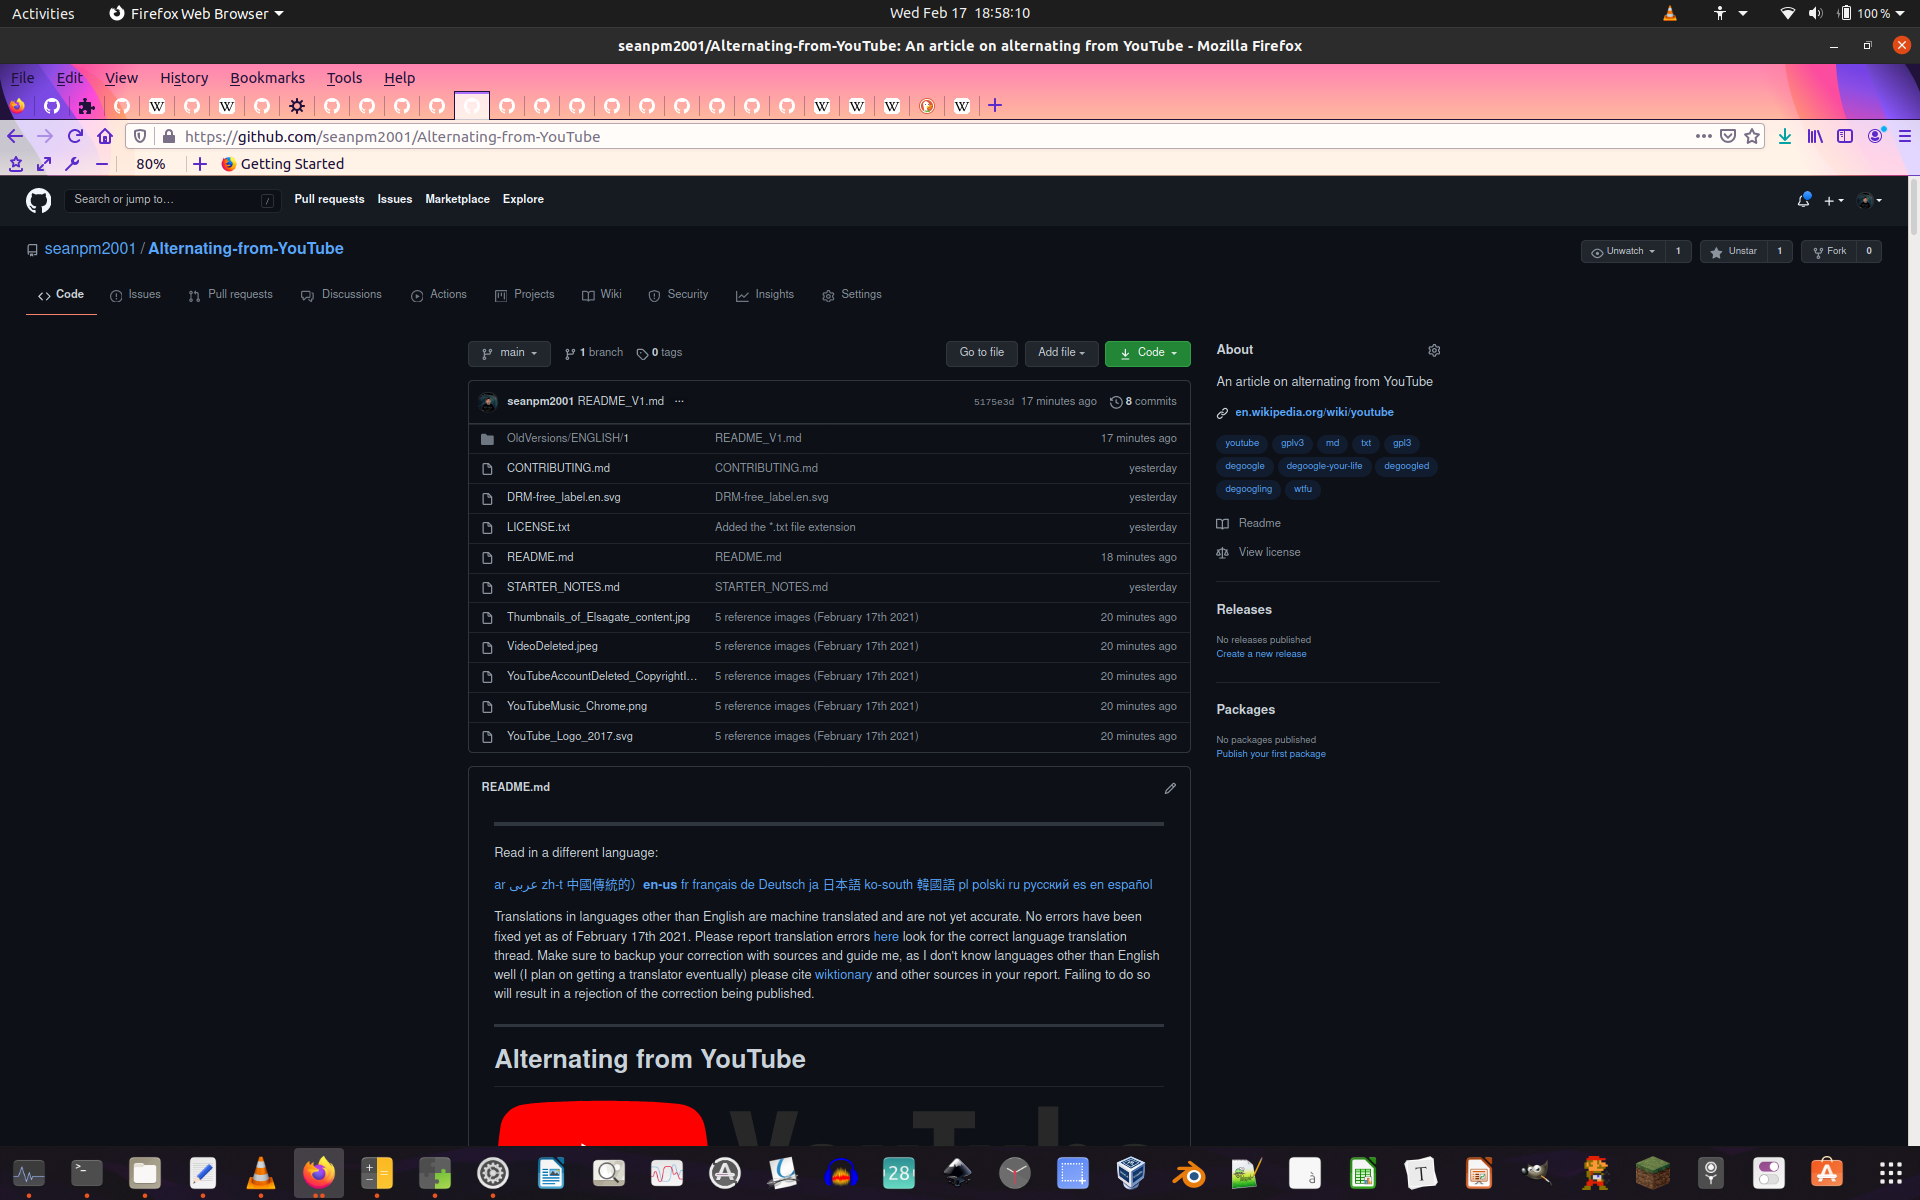 Activities
Firefox Web Browser
Wed Feb 17 18:58:10
100 %
seanpm2001/Alternating-from-YouTube: An article on alternating from YouTube - Mozilla Firefox
File Edit View History Bookmarks Tools Help
https://github.com/seanpm2001/Alternating-from-YouTube
80%
Getting Started
Search or jump to…
/
Pull requests Issues Marketplace Explore
seanpm2001 / Alternating-from-YouTube
Unwatch 1
Unstar 1
Fork 0
Code Issues Pull requests Discussions Actions Projects Wiki Security Insights Settings
main 1 branch 0 tags
Go to file Add file Code
seanpm2001 README_V1.md ... 5175e3d 17 minutes ago 8 commits
OldVersions/ENGLISH/1 README_V1.md 17 minutes ago
CONTRIBUTING.md CONTRIBUTING.md yesterday
DRM-free_label.en.svg DRM-free_label.en.svg yesterday
LICENSE.txt Added the *.txt file extension yesterday
README.md README.md 18 minutes ago
STARTER_NOTES.md STARTER_NOTES.md yesterday
Thumbnails_of_Elsagate_content.jpg 5 reference images (February 17th 2021) 20 minutes ago
VideoDeleted.jpeg 5 reference images (February 17th 2021) 20 minutes ago
YouTubeAccountDeleted_CopyrightI... 5 reference images (February 17th 2021) 20 minutes ago
YouTubeMusic_Chrome.png 5 reference images (February 17th 2021) 20 minutes ago
YouTube_Logo_2017.svg 5 reference images (February 17th 2021) 20 minutes ago
About
An article on alternating from YouTube
en.wikipedia.org/wiki/youtube
youtube gplv3 md txt gpl3
degoogle degoogle-your-life degoogled
degoogling wtfu
Readme
View license
Releases
No releases published
Create a new release
Packages
No packages published
Publish your first package
README.md
Read in a different language:
ar عربى zh-t 中國傳統的）en-us fr français de Deutsch ja 日本語 ko-south 韓國語 pl polski ru русский es en español
Translations in languages other than English are machine translated and are not yet accurate. No errors have been
fixed yet as of February 17th 2021. Please report translation errors here look for the correct language translation
thread. Make sure to backup your correction with sources and guide me, as I don't know languages other than English
well (I plan on getting a translator eventually) please cite wiktionary and other sources in your report. Failing to do so
will result in a rejection of the correction being published.
Alternating from YouTube
YouTube
28